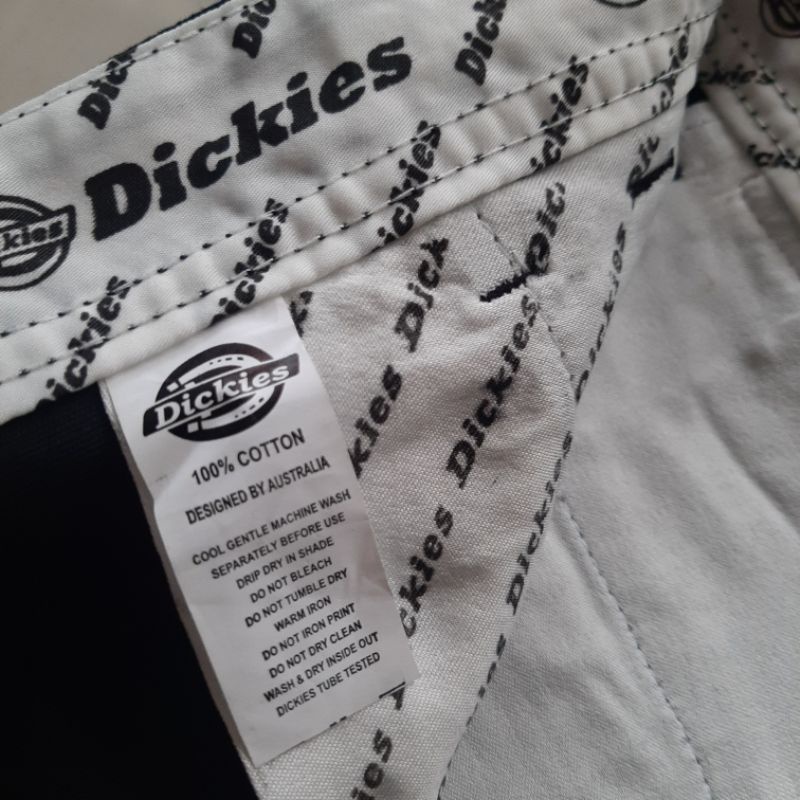 Dickies
Dickies
Dickies
Dickies
Dickies
100% COTTON
DESIGNED BY AUSTRALIA
COOL GENTLE MACHINE WASH
SEPARATELY BEFORE USE
DRIP DRY IN SHADE
DO NOT BLEACH
DO NOT TUMBLE DRY
WARM IRON
DO NOT IRON PRINT
DO NOT DRY CLEAN
WASH & DRY INSIDE OUT
DICKIES TUBE TESTED